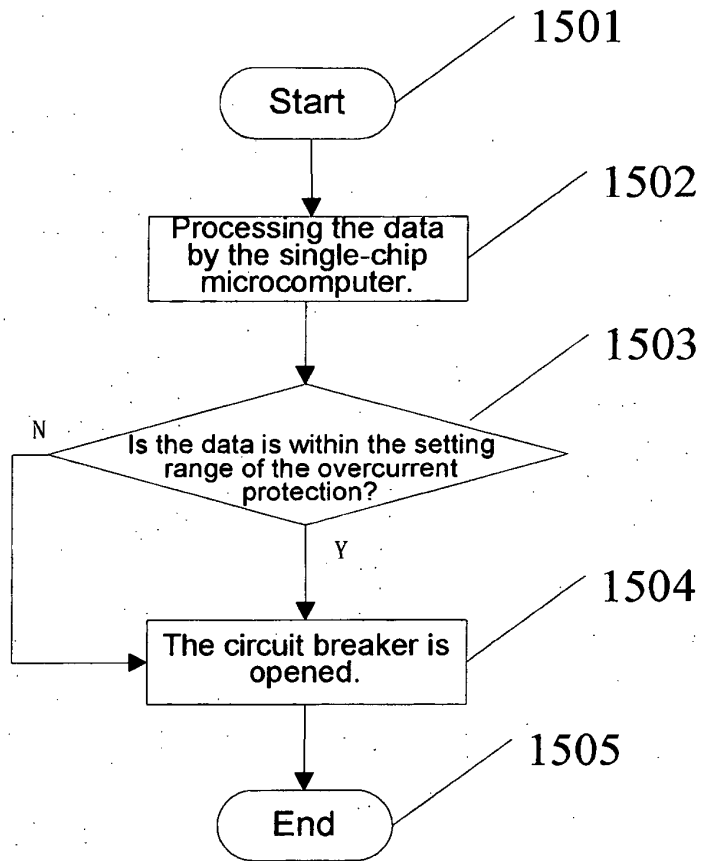 1501
Start
1502
Processing the data
by the single-chip
microcomputer.
1503
N
Is the data is within the setting
range of the overcurrent
protection?
Y
1504
The circuit breaker is
opened.
1505
End